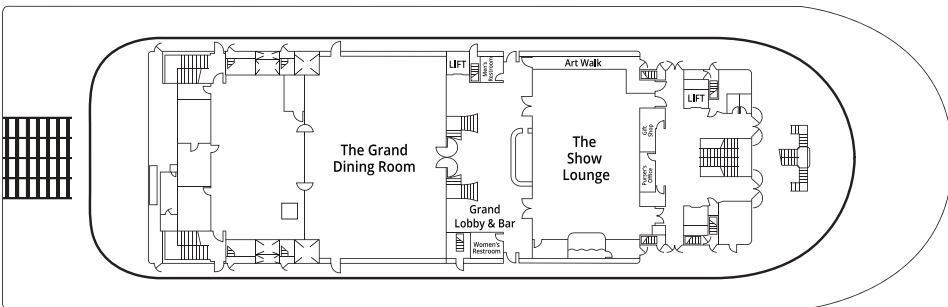 LIFT
Men's
Restroom
Art Walk
LIFT
Gift
Shop
The Grand
Dining Room
The
Show
Lounge
Purser's
Office
Grand
Lobby & Bar
Women's
Restroom